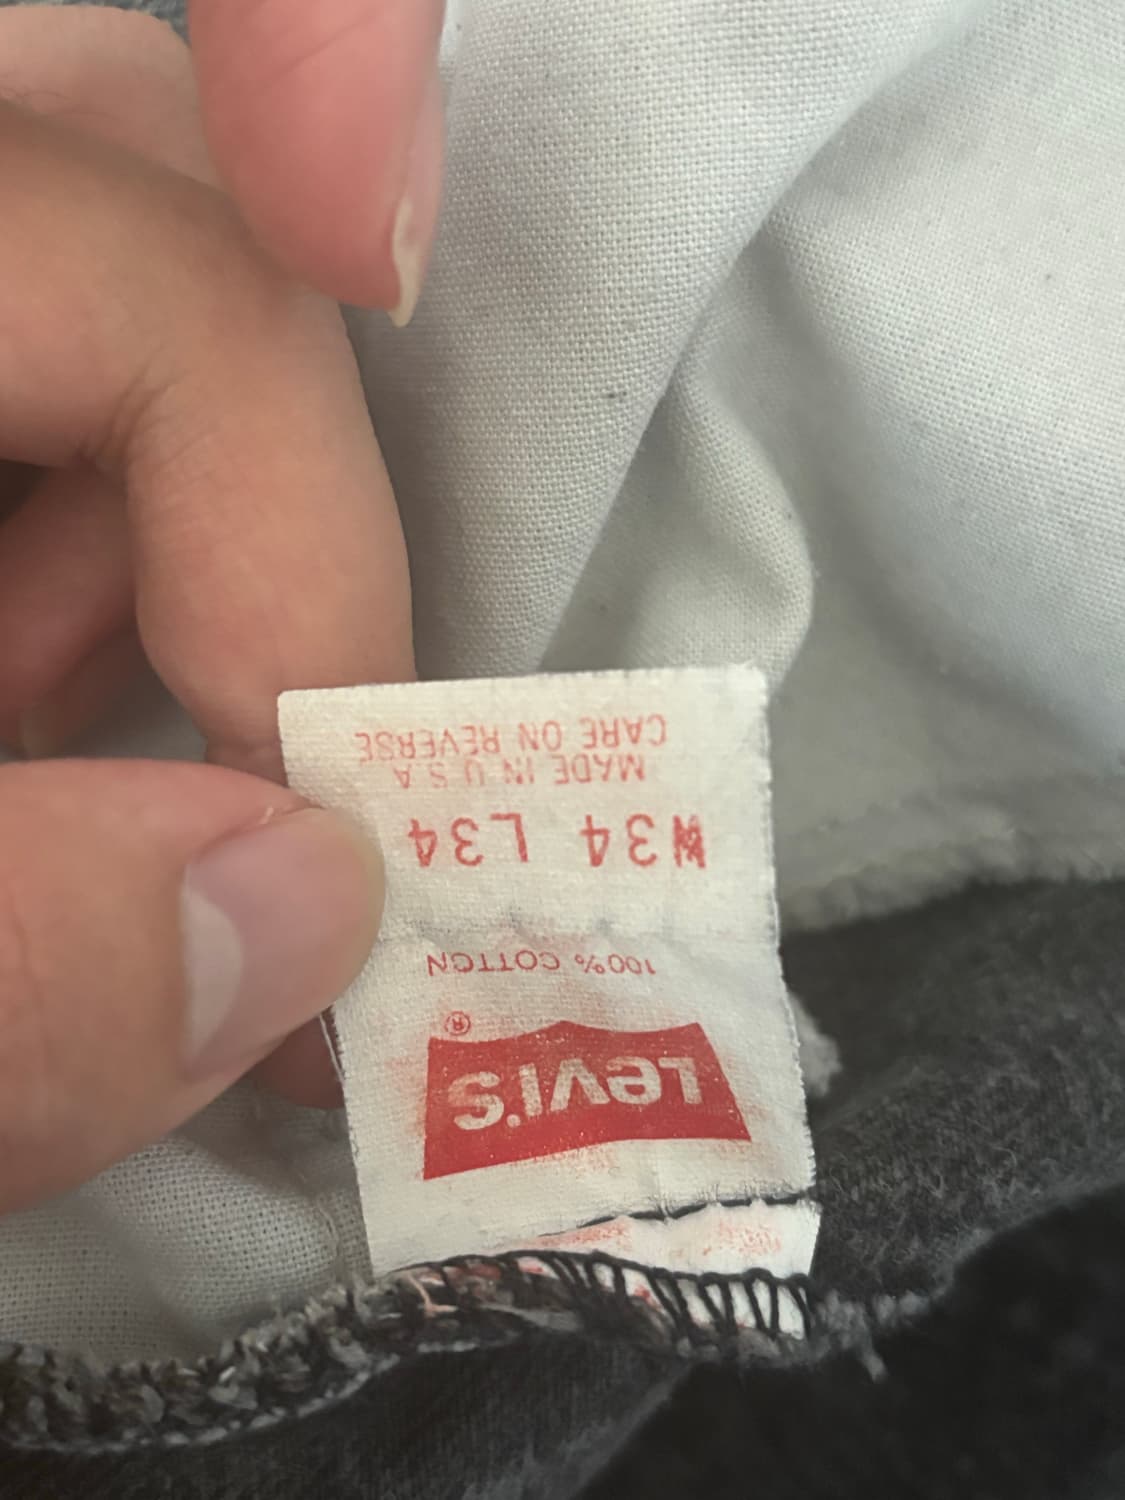 Levi's ®
100% COTTON
W34 L34
MADE IN U S A
CARE ON REVERSE